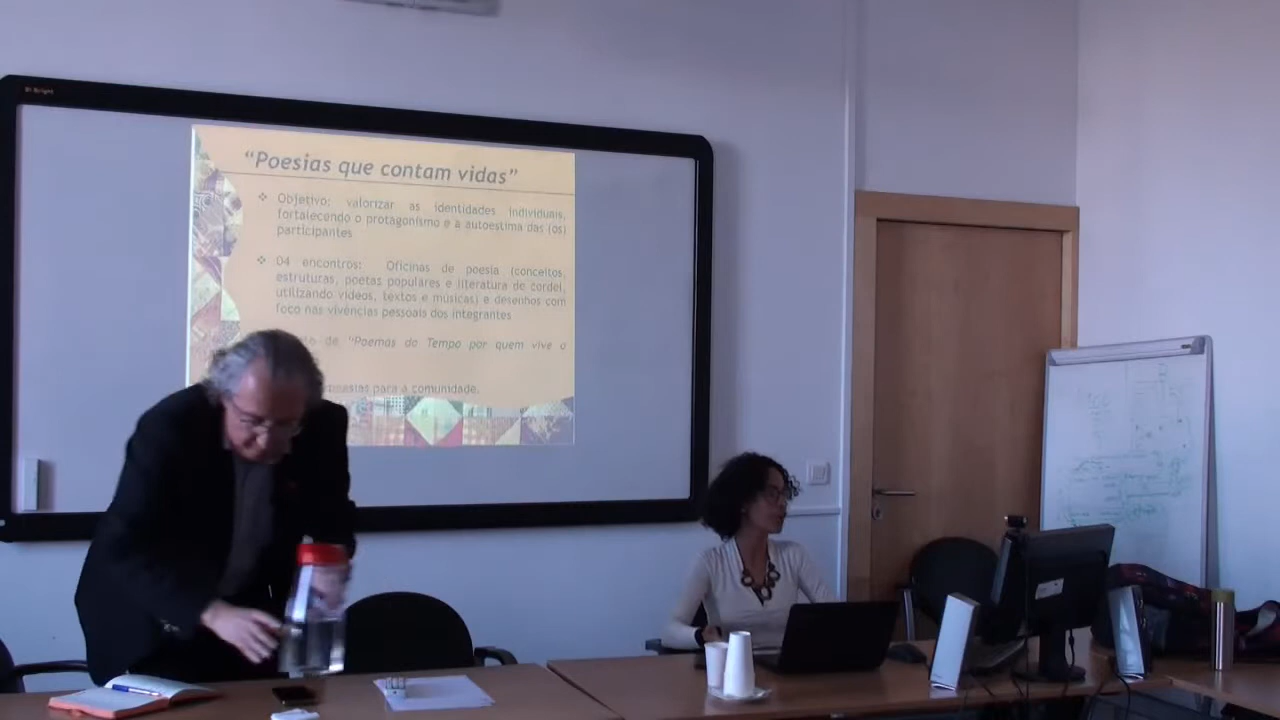 “Poesias que contam vidas”
Objetivo: valorizar as identidades individuais,
fortalecendo o protagonismo e a autoestima das (os)
participantes
04 encontros: Oficinas de poesia (conceitos,
estruturas, poetas populares e literatura de cordel,
utilizando vídeos, textos e músicas) e desenhos com
foco nas vivências pessoais dos integrantes
de “Poemas do Tempo por quem vive o
poesias para a comunidade.